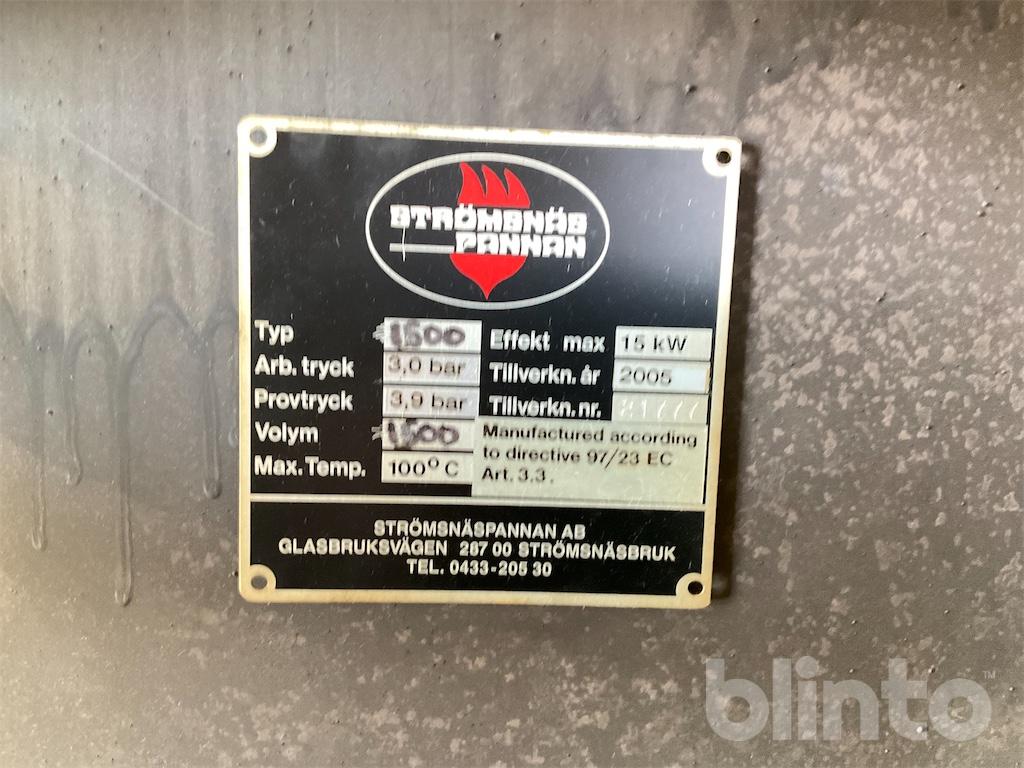 STRÖMSNÄS
PANNAN
Typ 1500
Arb. tryck 3,0 bar
Provtryck 3,9 bar
Volym 1500
Max. Temp. 100° C
Effekt max 15 kW
Tillverkn. år 2005
Tillverkn. nr.
Manufactured according
to directive 97/23 EC
Art. 3.3.
STRÖMSNÄSPANNAN AB
GLASBRUKSVÄGEN 287 00 STRÖMSNÄSBRUK
TEL. 0433-205 30
blinto™